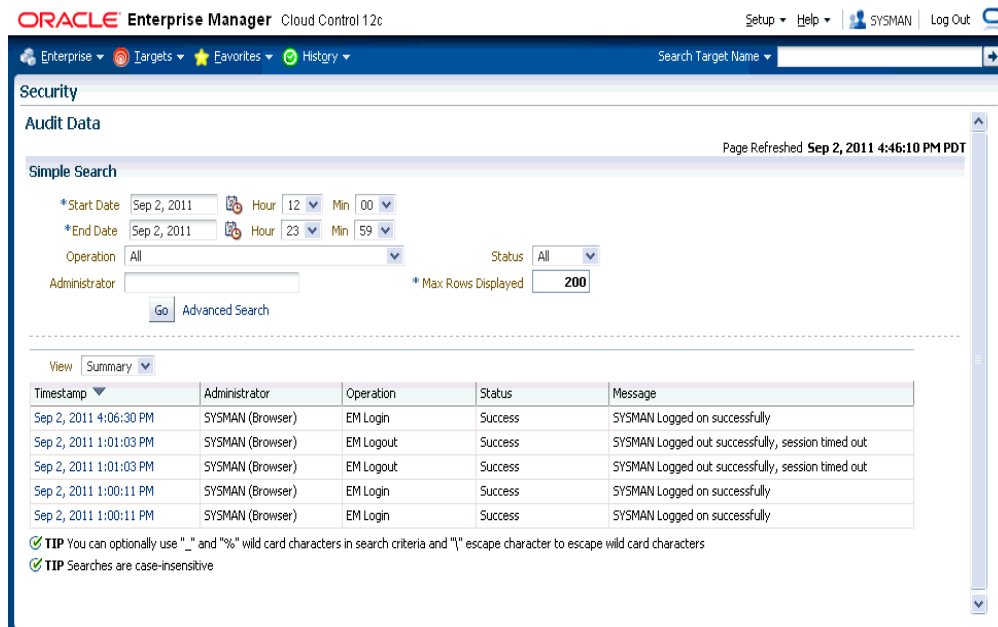 ORACLE Enterprise Manager Cloud Control 12c
Setup Help SYSMAN Log Out
Enterprise Targets Favorites History Search Target Name
Security
Audit Data
Page Refreshed Sep 2, 2011 4:46:10 PM PDT
Simple Search
*Start Date Sep 2, 2011 Hour 12 Min 00
*End Date Sep 2, 2011 Hour 23 Min 59
Operation All Status All
Administrator * Max Rows Displayed 200
Go Advanced Search
View Summary
Timestamp Administrator Operation Status Message
Sep 2, 2011 4:06:30 PM SYSMAN (Browser) EM Login Success SYSMAN Logged on successfully
Sep 2, 2011 1:01:03 PM SYSMAN (Browser) EM Logout Success SYSMAN Logged out successfully, session timed out
Sep 2, 2011 1:01:03 PM SYSMAN (Browser) EM Logout Success SYSMAN Logged out successfully, session timed out
Sep 2, 2011 1:00:11 PM SYSMAN (Browser) EM Login Success SYSMAN Logged on successfully
Sep 2, 2011 1:00:11 PM SYSMAN (Browser) EM Login Success SYSMAN Logged on successfully
TIP You can optionally use "_" and "%" wild card characters in search criteria and "\" escape character to escape wild card characters
TIP Searches are case-insensitive